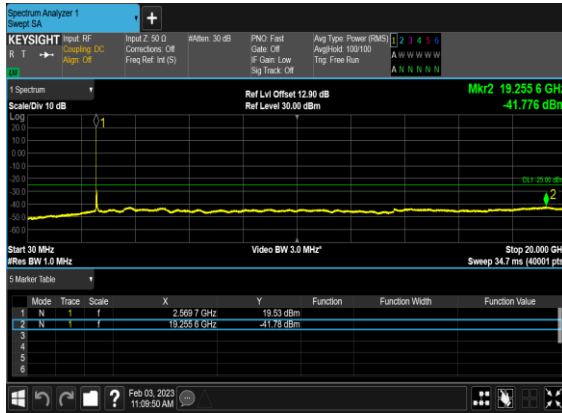 Spectrum Analyzer 1
Swept SA
KEYSIGHT Input: RF Input Z: 50 Ω #Atten: 30 dB PNO: Fast Avg Type: Power (RMS) 1 2 3 4 5 6
R T Coupling: DC Corrections: Off Gate: Off Avg|Hold: 100/100 A W W W W W
Align: Off Freq Ref: Int (S) IF Gain: Low Trig: Free Run
Sig Track: Off A N N N N N
1 Spectrum
Ref Lvl Offset 12.90 dB Mkr2 19.255 6 GHz
Scale/Div 10 dB Ref Level 30.00 dBm -41.776 dBm
Log
20.0
1
10.0
0.00
-10.0
-20.0
DL1 -25.00 dB
-30.0
2
-40.0
-50.0
-60.0
Start 30 MHz Video BW 3.0 MHz* Stop 20.000 GH
#Res BW 1.0 MHz Sweep 34.7 ms (40001 pts
5 Marker Table
Mode Trace Scale X Y Function Function Width Function Value
1 N 1 f 2.569 7 GHz 19.53 dBm
2 N 1 f 19.255 6 GHz -41.78 dBm
3
4
5
6
? Feb 03, 2023
11:09:50 AM